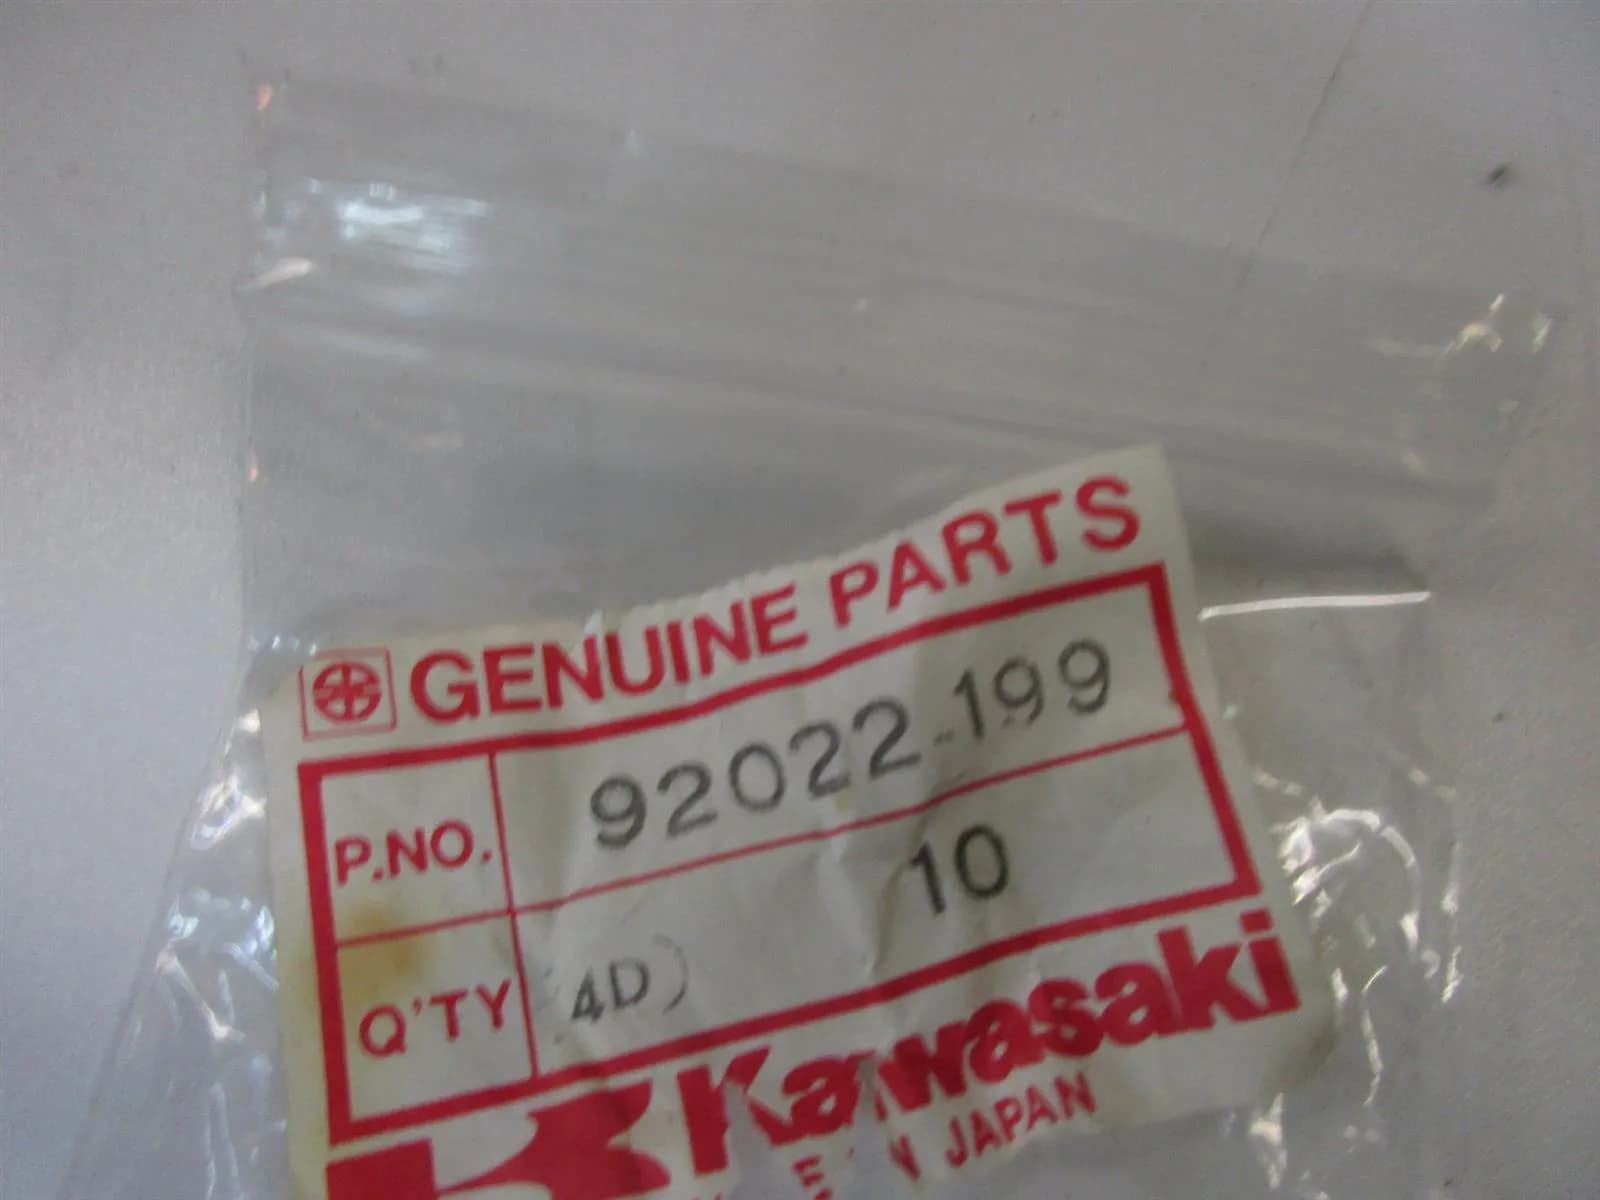 GENUINE PARTS
P.NO. 92022-199
10
Q'TY (4D)
Kawasaki
JAPAN